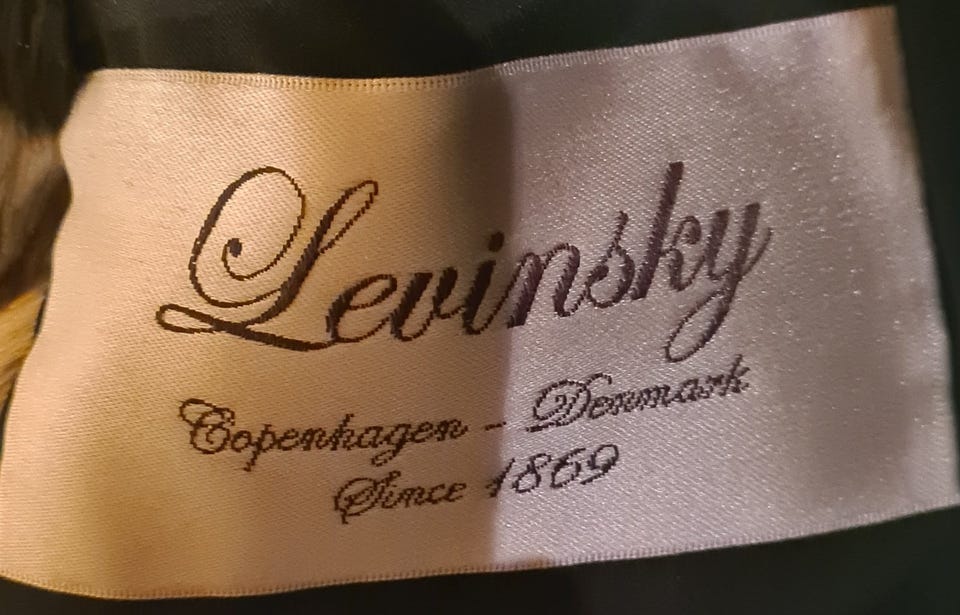 Levinsky
Copenhagen - Denmark
Since 1869